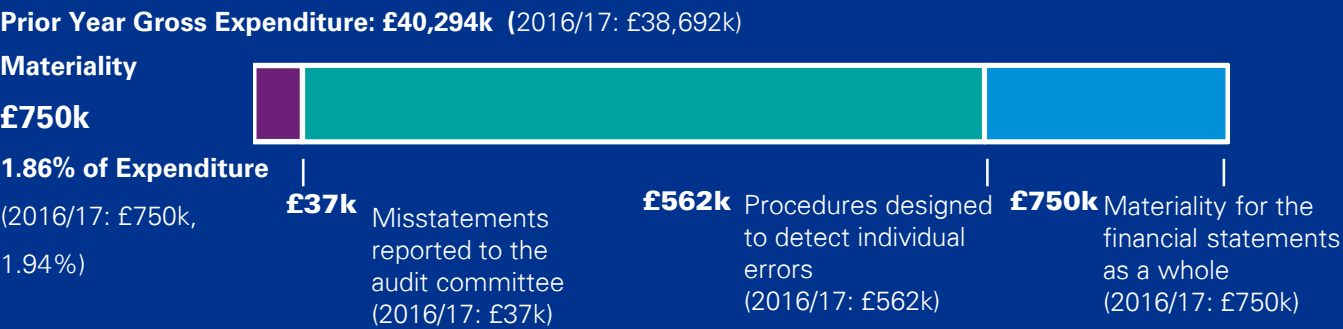 Prior Year Gross Expenditure: £40,294k (2016/17: £38,692k)
Materiality
£750k
1.86% of Expenditure
(2016/17: £750k,
1.94%)
£37k
Misstatements
reported to the
audit committee
(2016/17: £37k)
£562k
Procedures designed
to detect individual
errors
(2016/17: £562k)
£750k
Materiality for the
financial statements
as a whole
(2016/17: £750k)